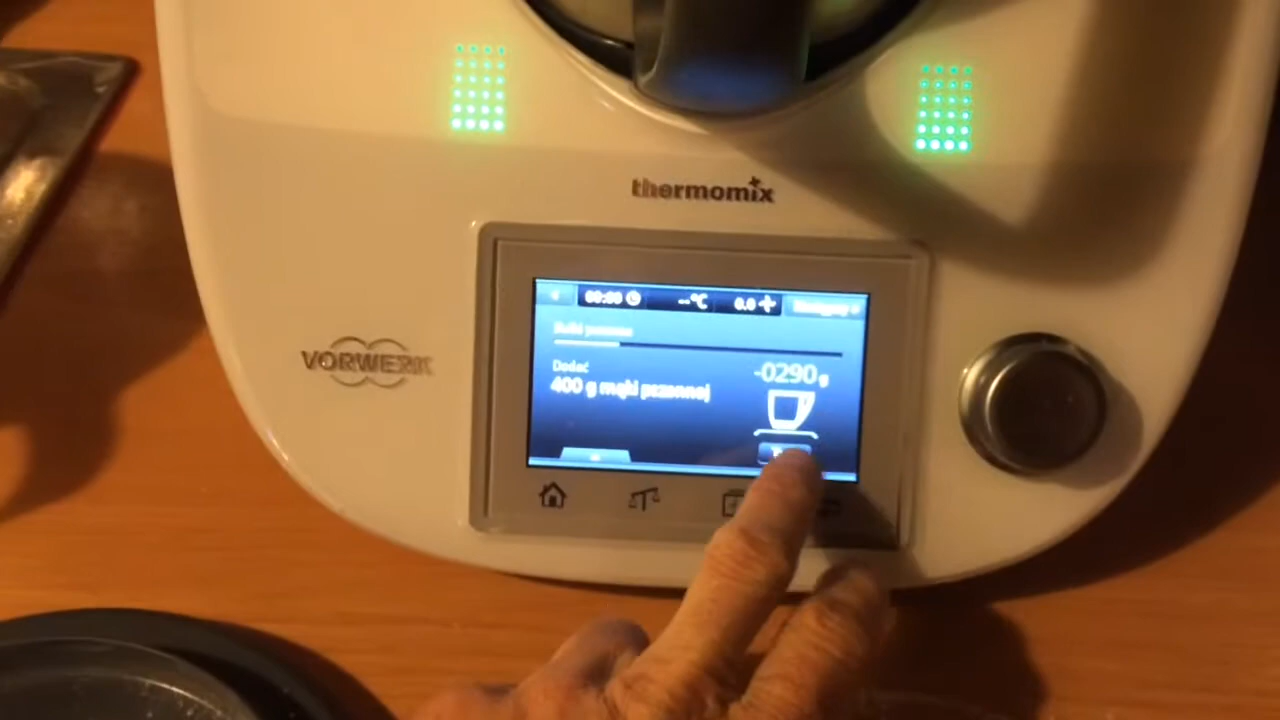 thermomix
00:00 --°C 0.0
Dodać
-0290 g
400 g mąki pszennej
VORWERK